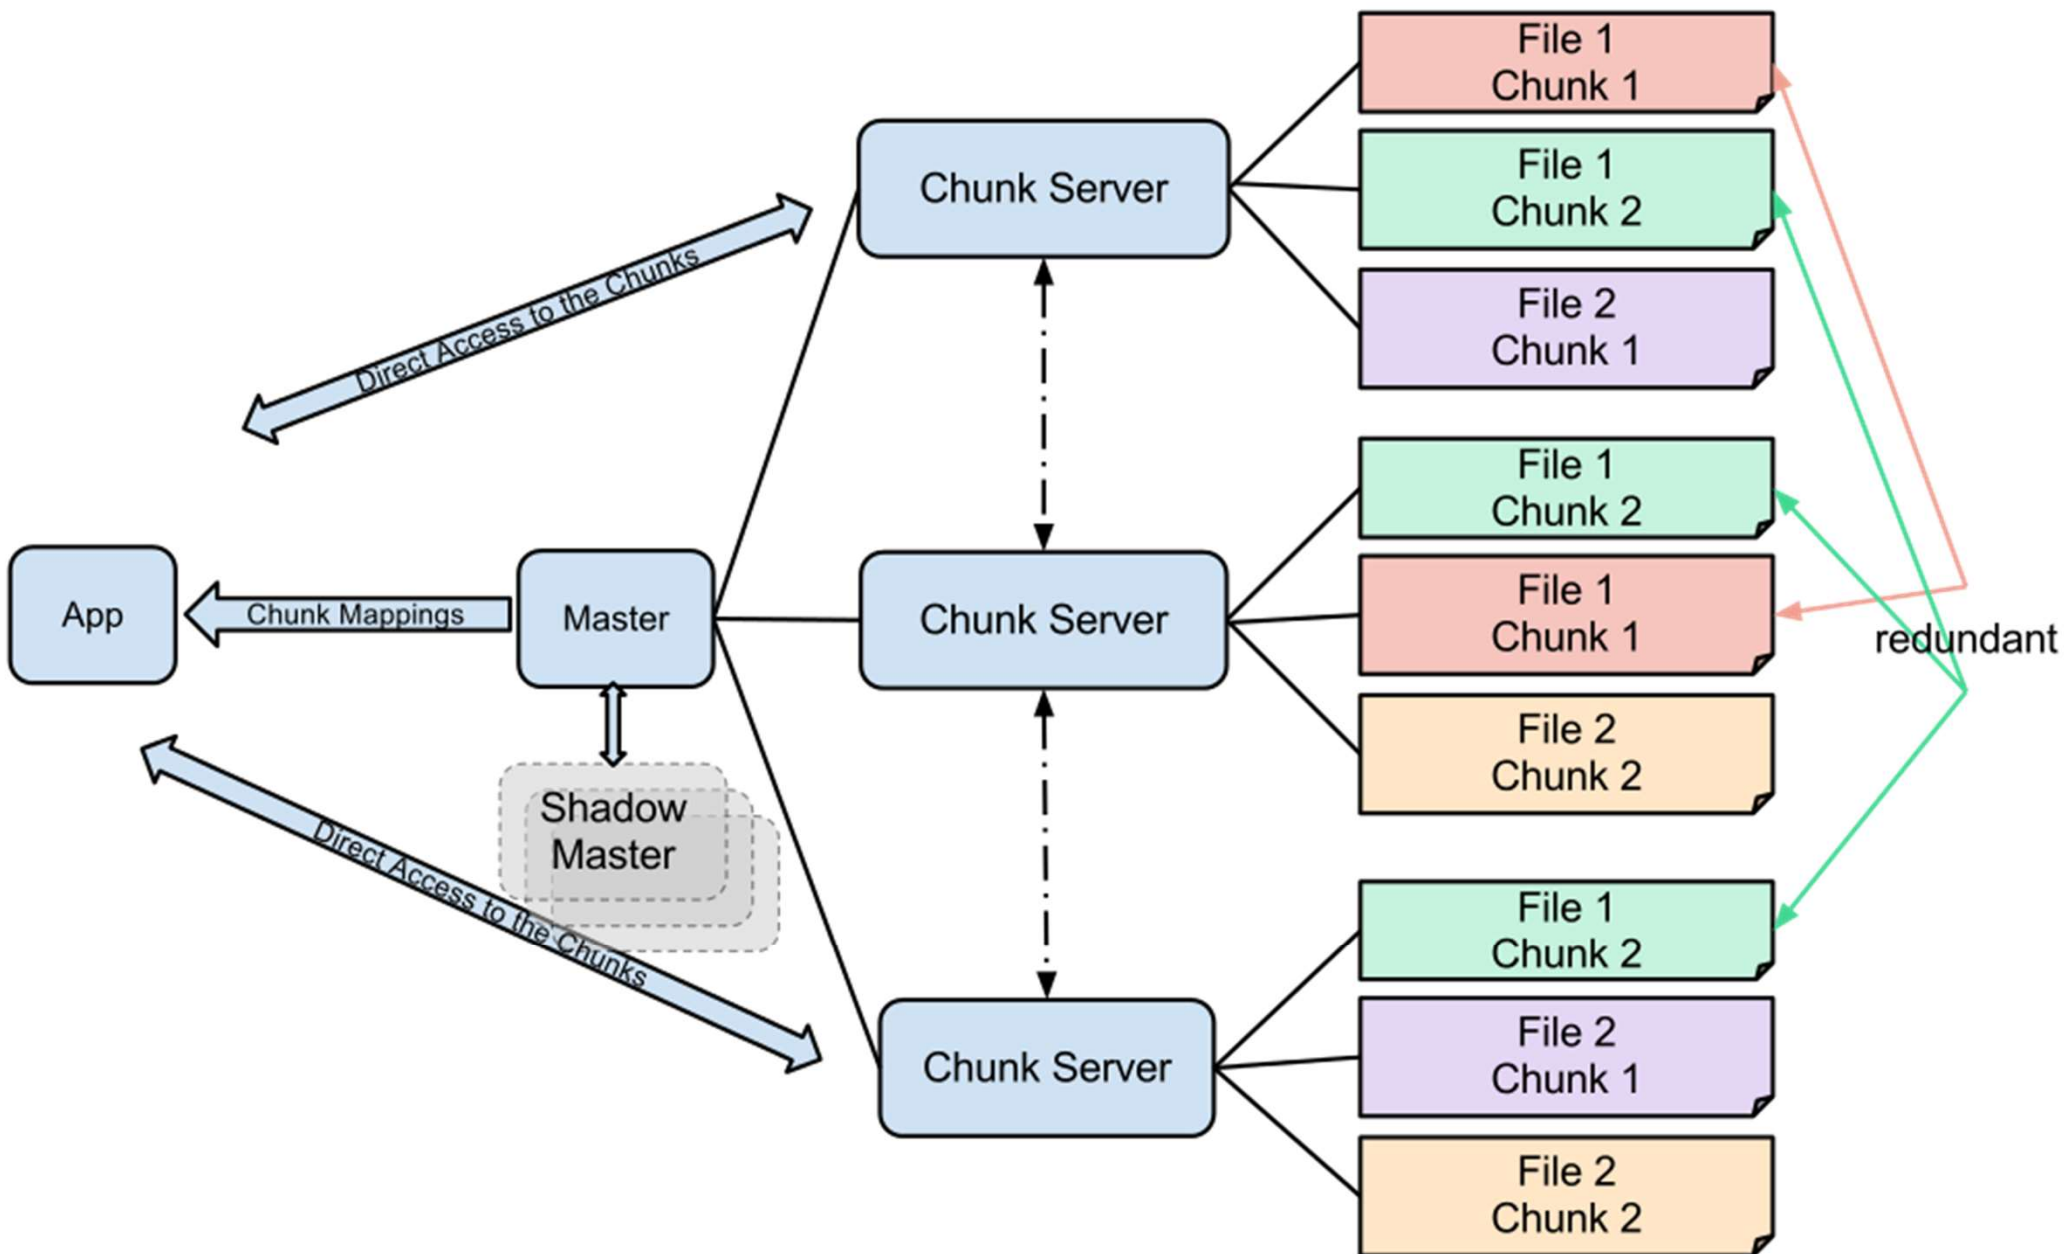 File 1
Chunk 1
File 1
Chunk 2
File 2
Chunk 1
Chunk Server
Direct Access to the Chunks
File 1
Chunk 2
File 1
Chunk 1
File 2
Chunk 2
redundant
Chunk Server
App
Chunk Mappings
Master
Shadow
Master
Direct Access to the Chunks
File 1
Chunk 2
File 2
Chunk 1
File 2
Chunk 2
Chunk Server